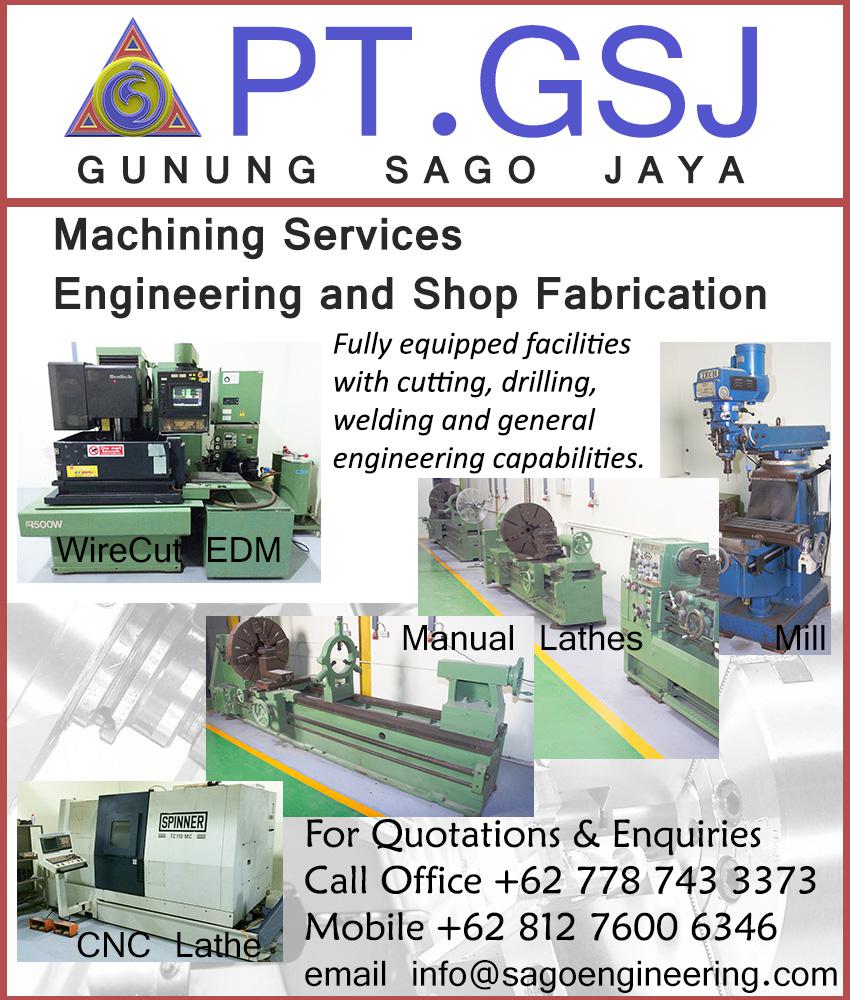 PT.GSJ
GUNUNG SAGO JAYA
Machining Services
Engineering and Shop Fabrication
Fully equipped facilities
with cutting, drilling,
welding and general
engineering capabilities.
WireCut EDM
Manual Lathes
Mill
SPINNER
TC110 MC
CNC Lathe
For Quotations & Enquiries
Call Office +62 778 743 3373
Mobile +62 812 7600 6346
email info@sagoengineering.com